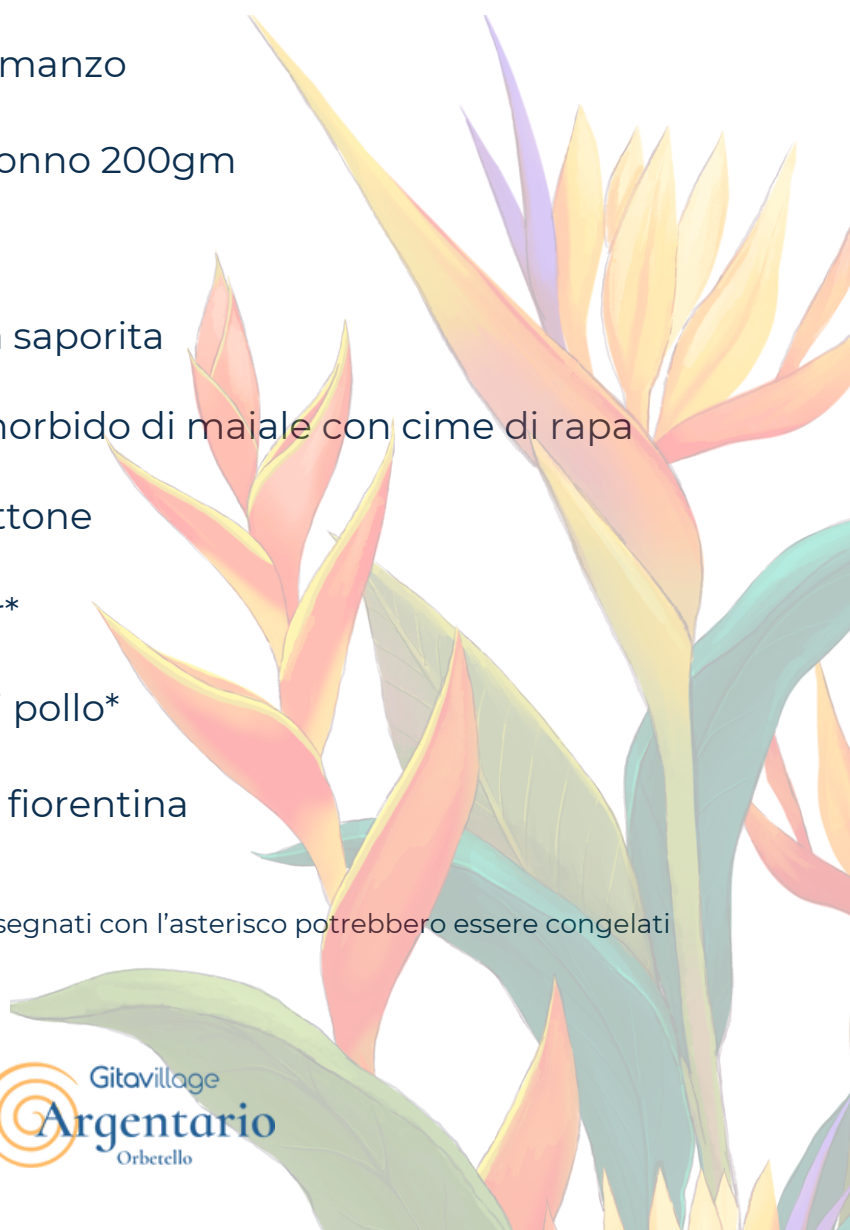 manzo
onno 200gm
saporita
orbido di maiale con cime di rapa
ttone
*
pollo*
fiorentina
segnati con l’asterisco potrebbero essere congelati
Gitavillage
Argentario
Orbetello